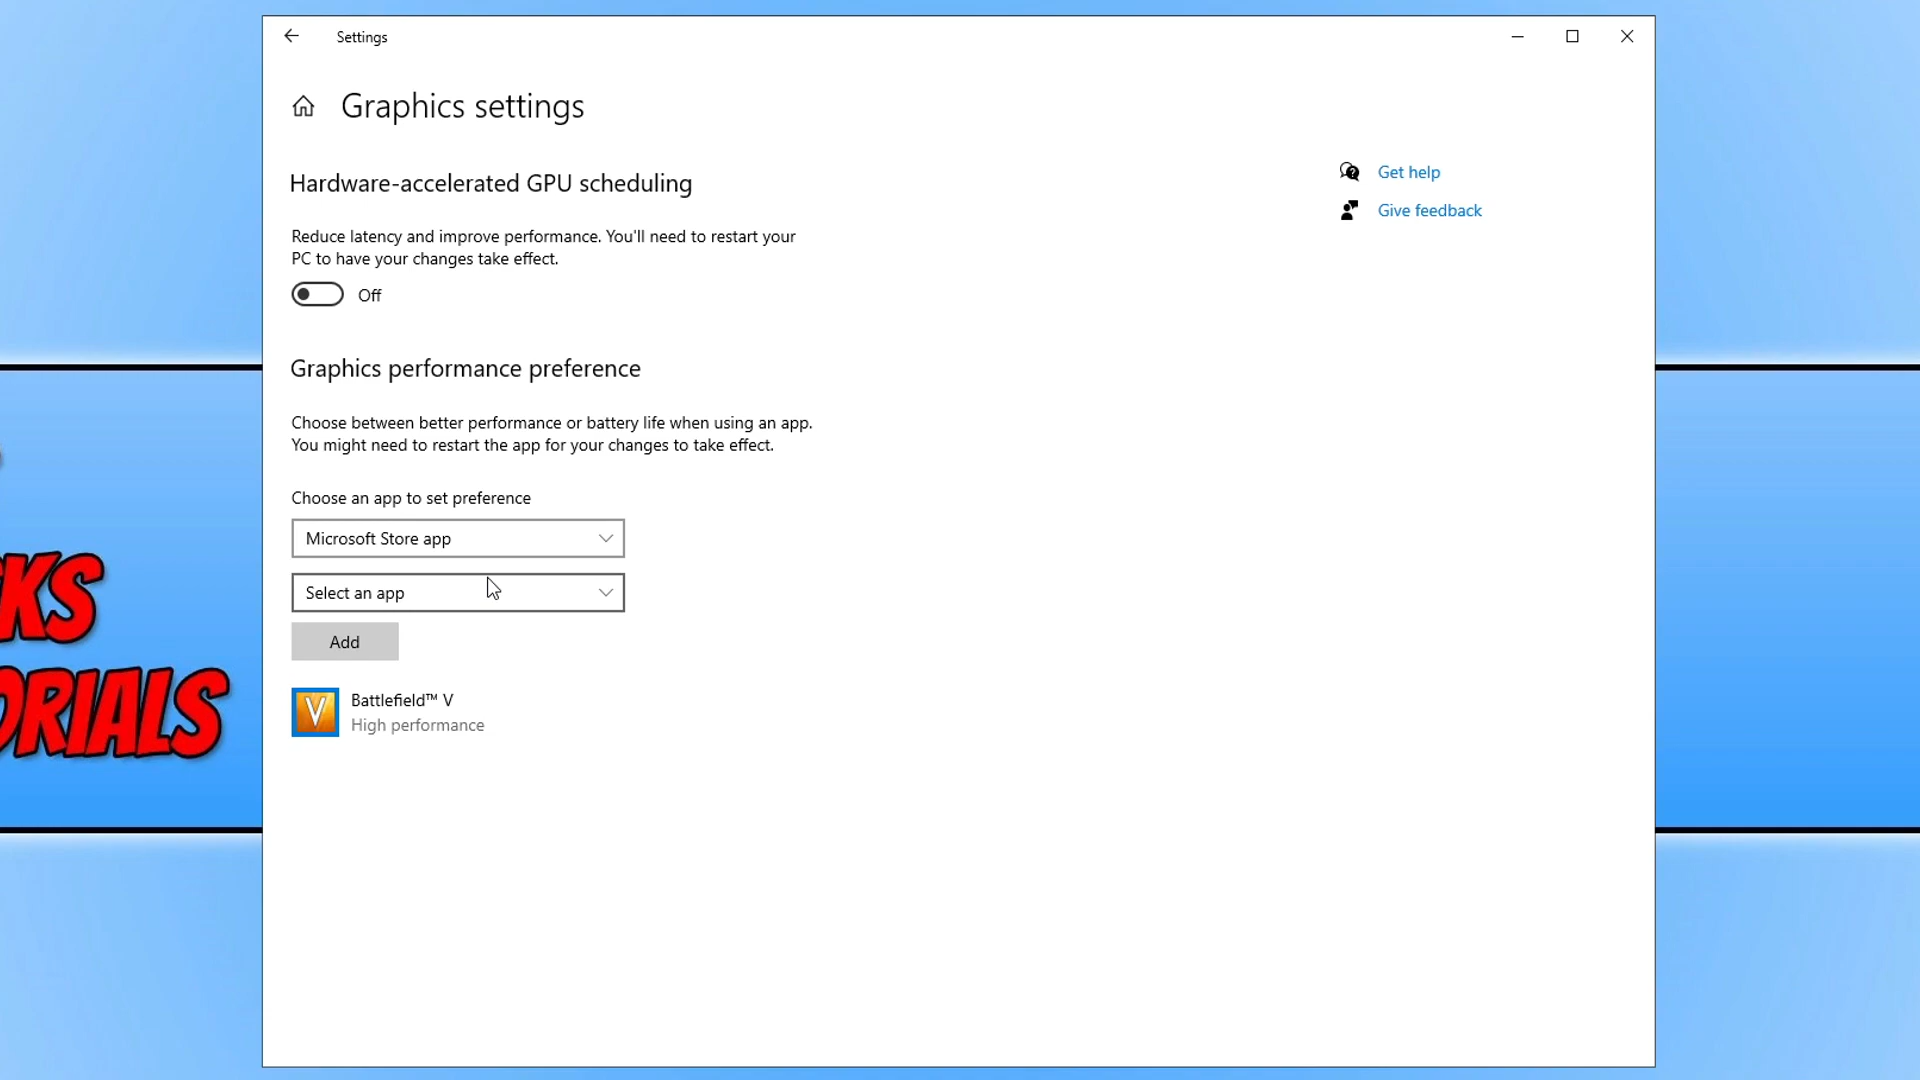 Settings
Graphics settings
Hardware-accelerated GPU scheduling
Reduce latency and improve performance. You'll need to restart your
PC to have your changes take effect.
Off
Get help
Give feedback
Graphics performance preference
Choose between better performance or battery life when using an app.
You might need to restart the app for your changes to take effect.
Choose an app to set preference
Microsoft Store app
Select an app
Add
V
Battlefield™ V
High performance
KS
ORIALS